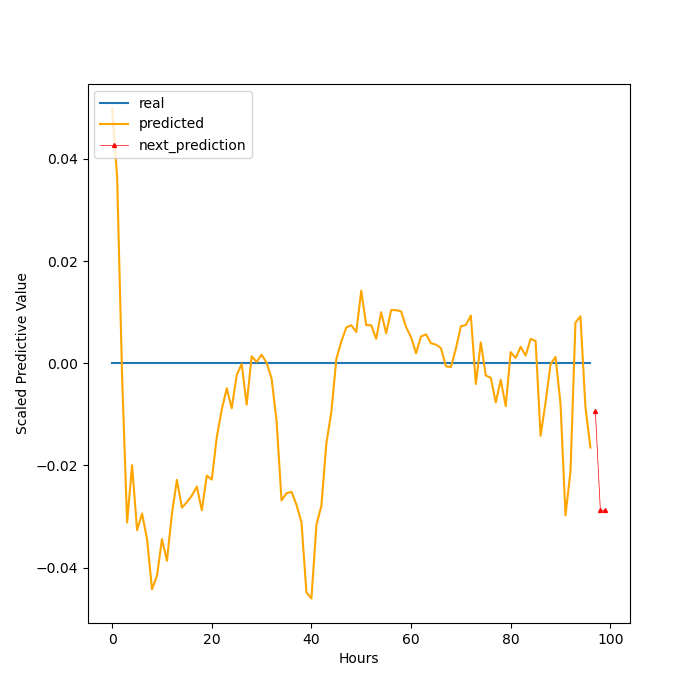 real
predicted
next_prediction
0.04
0.02
0.00
−0.02
−0.04
Scaled Predictive Value
0 20 40 60 80 100
Hours